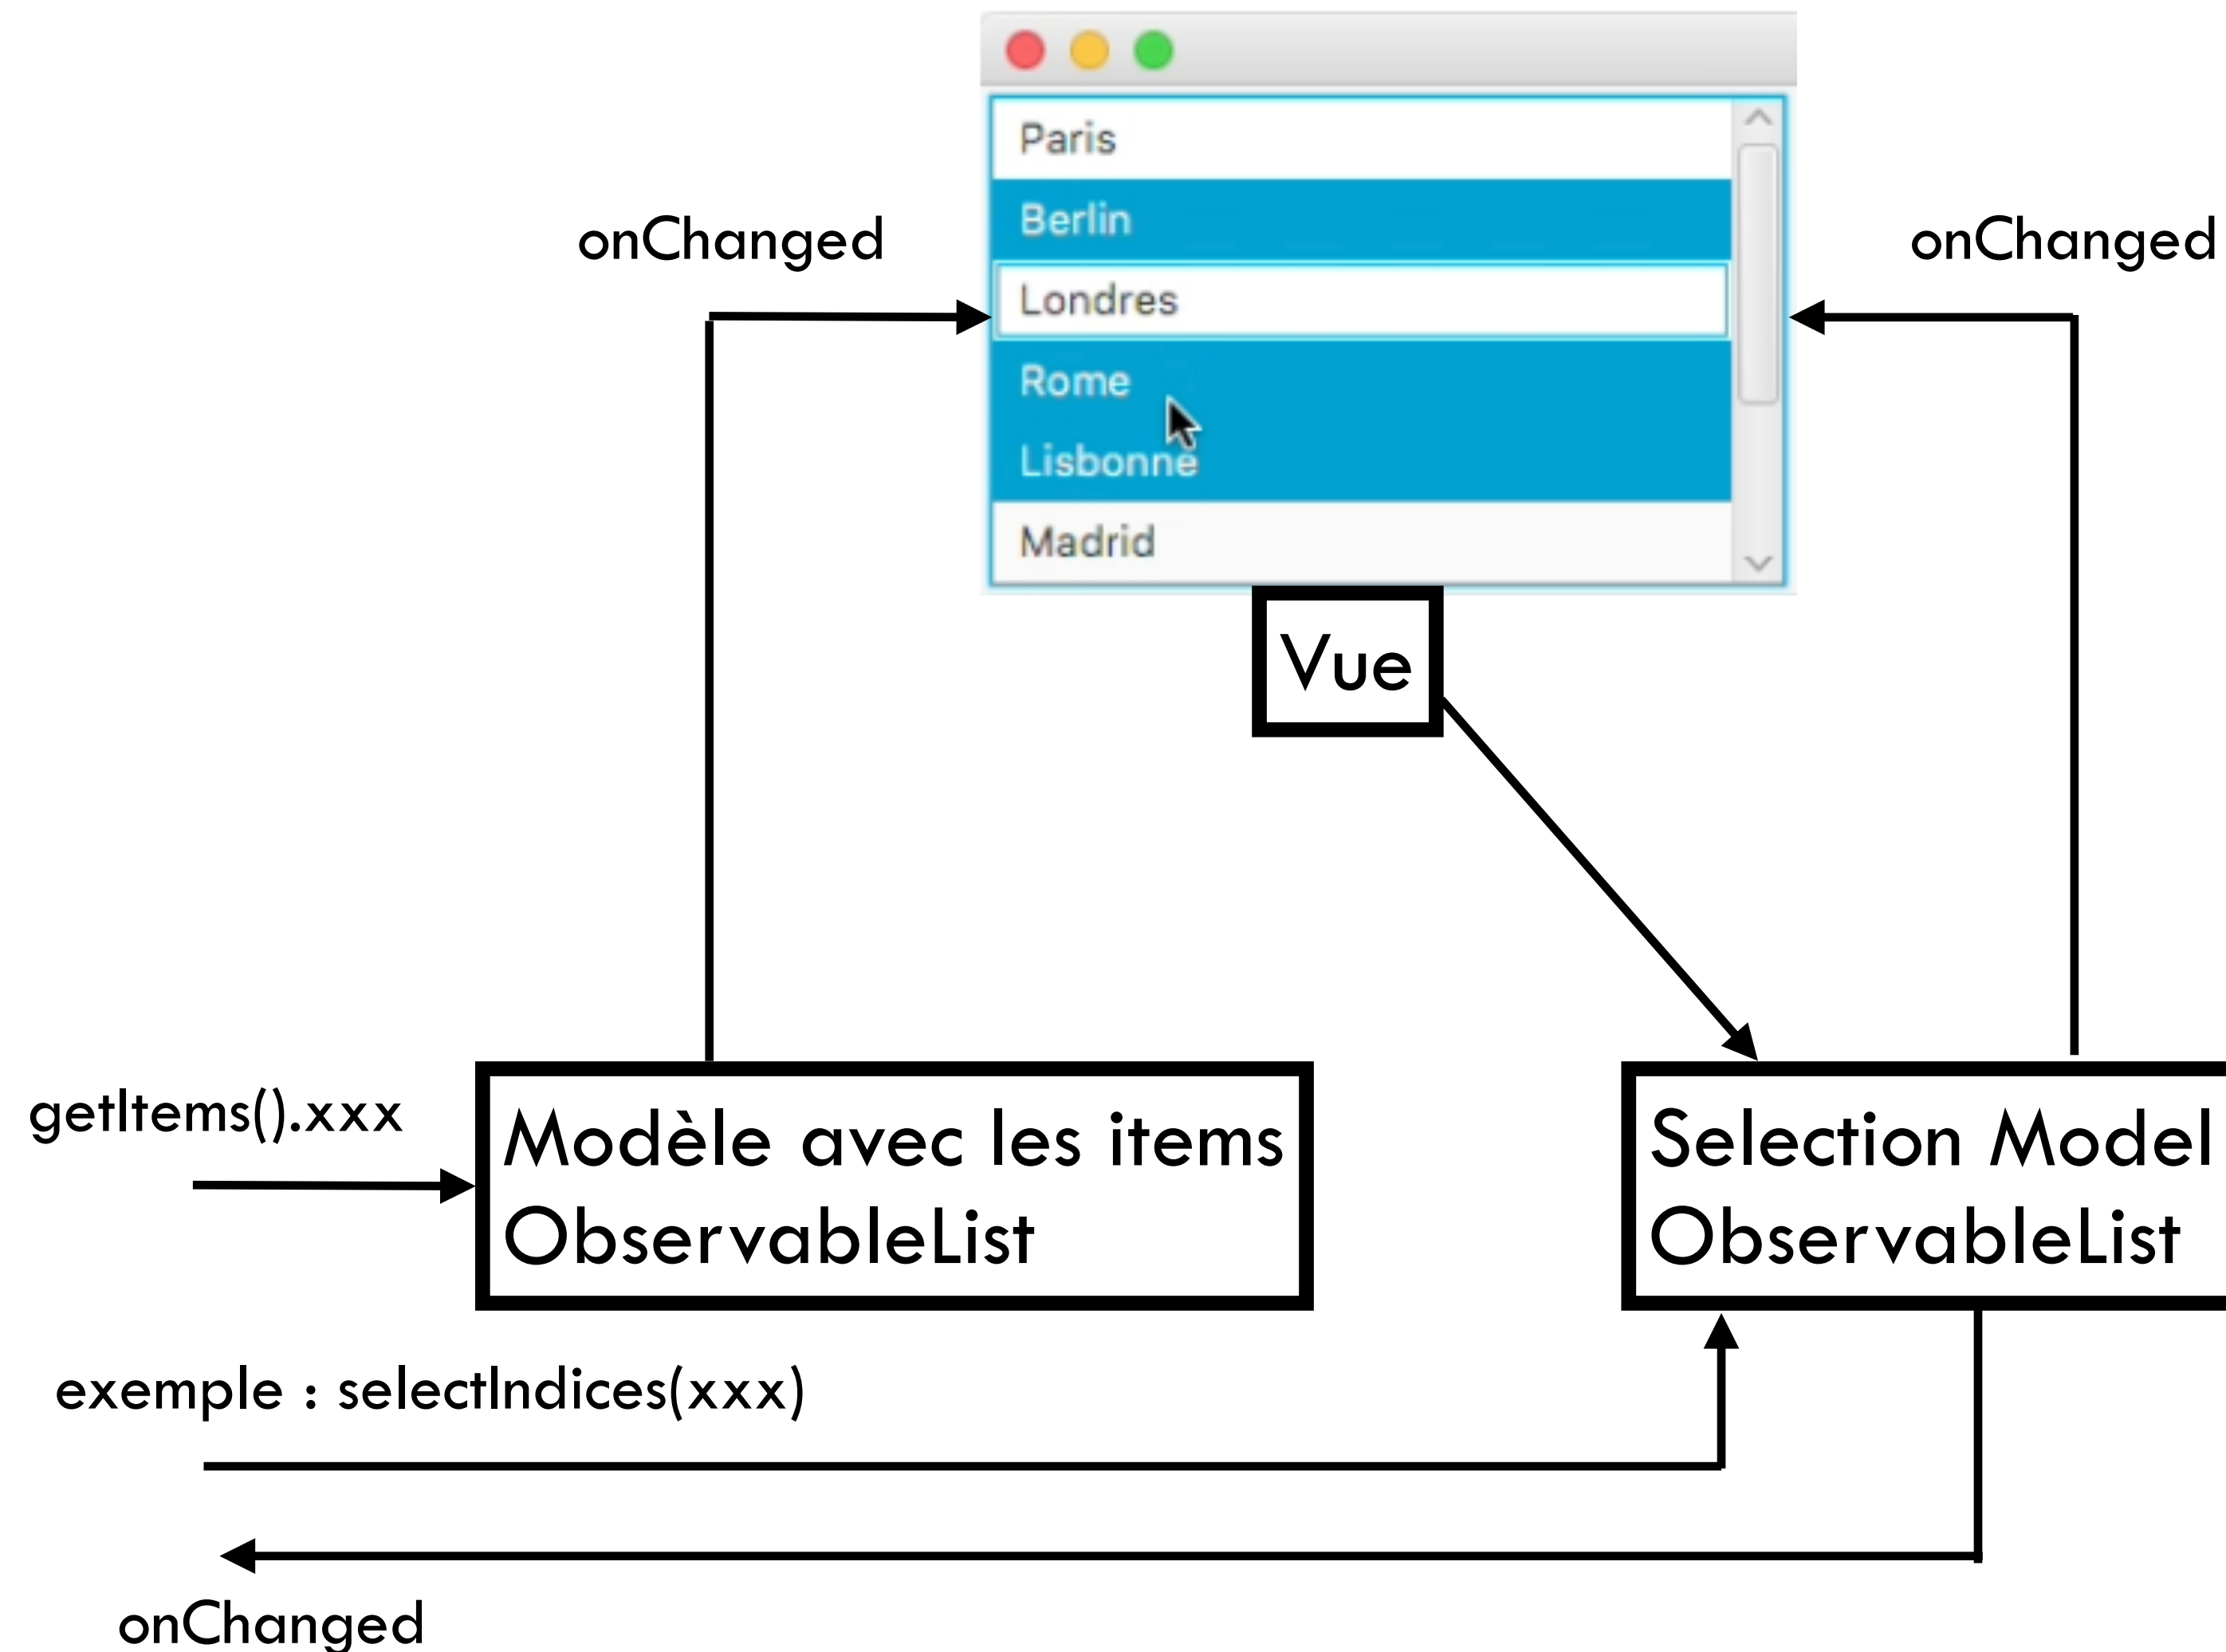 Paris
Berlin
Londres
Rome
Lisbonne
Madrid
onChanged
onChanged
Vue
getItems().xxx
Modèle avec les items
ObservableList
Selection Model
ObservableList
exemple : selectIndices(xxx)
onChanged